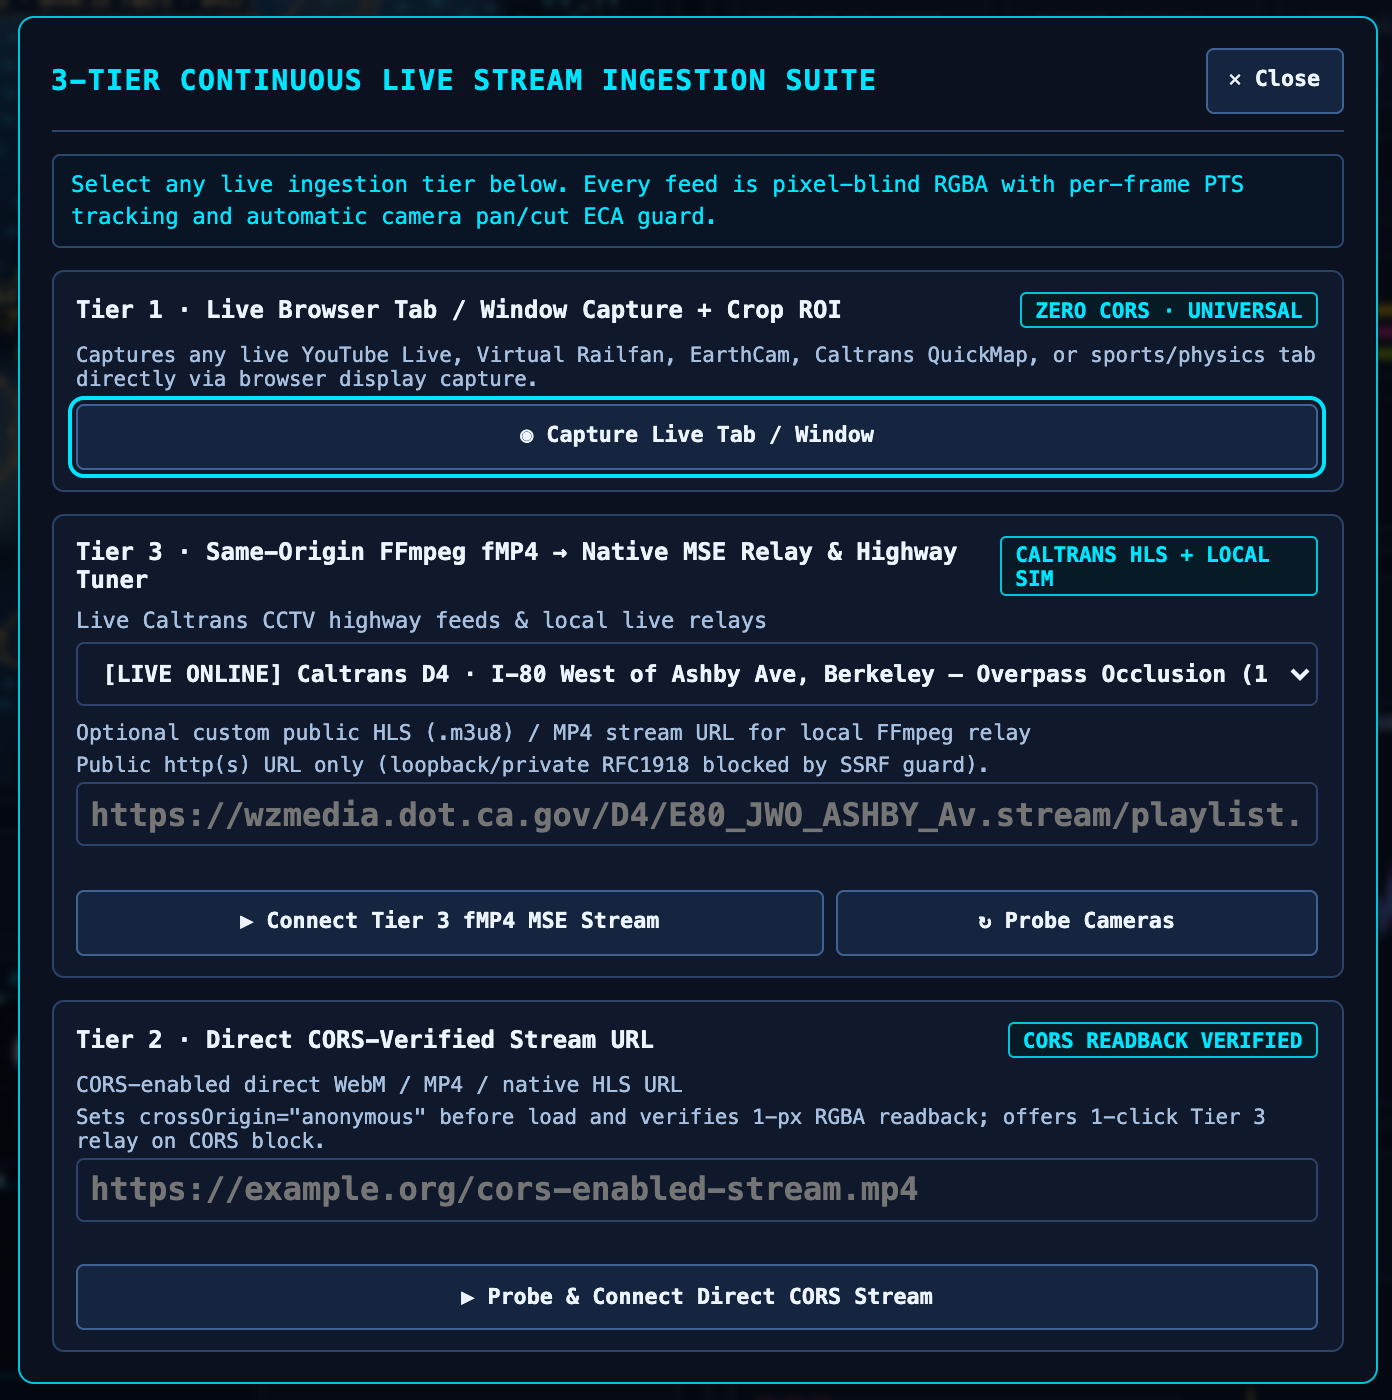 3-TIER CONTINUOUS LIVE STREAM INGESTION SUITE
× Close
Select any live ingestion tier below. Every feed is pixel-blind RGBA with per-frame PTS
tracking and automatic camera pan/cut ECA guard.
Tier 1 · Live Browser Tab / Window Capture + Crop ROI
ZERO CORS · UNIVERSAL
Captures any live YouTube Live, Virtual Railfan, EarthCam, Caltrans QuickMap, or sports/physics tab
directly via browser display capture.
◉ Capture Live Tab / Window
Tier 3 · Same-Origin FFmpeg fMP4 → Native MSE Relay & Highway
Tuner
CALTRANS HLS + LOCAL
SIM
Live Caltrans CCTV highway feeds & local live relays
[LIVE ONLINE] Caltrans D4 · I-80 West of Ashby Ave, Berkeley — Overpass Occlusion (1
Optional custom public HLS (.m3u8) / MP4 stream URL for local FFmpeg relay
Public http(s) URL only (loopback/private RFC1918 blocked by SSRF guard).
https://wzmedia.dot.ca.gov/D4/E80_JWO_ASHBY_Av.stream/playlist.
▶ Connect Tier 3 fMP4 MSE Stream
↻ Probe Cameras
Tier 2 · Direct CORS-Verified Stream URL
CORS READBACK VERIFIED
CORS-enabled direct WebM / MP4 / native HLS URL
Sets crossOrigin="anonymous" before load and verifies 1-px RGBA readback; offers 1-click Tier 3
relay on CORS block.
https://example.org/cors-enabled-stream.mp4
▶ Probe & Connect Direct CORS Stream